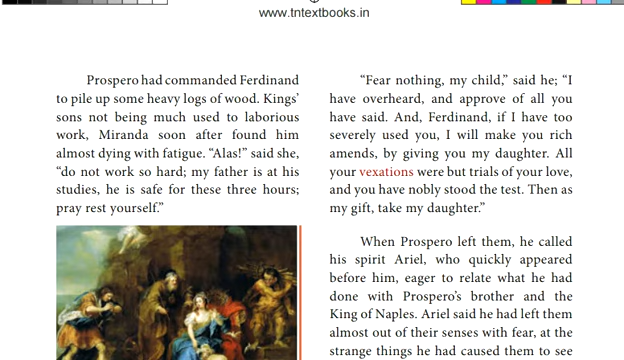 www.tntextbooks.in
Prospero had commanded Ferdinand
to pile up some heavy logs of wood. Kings’
sons not being much used to laborious
work, Miranda soon after found him
almost dying with fatigue. “Alas!” said she,
“do not work so hard; my father is at his
studies, he is safe for these three hours;
pray rest yourself.”
“Fear nothing, my child,” said he; “I
have overheard, and approve of all you
have said. And, Ferdinand, if I have too
severely used you, I will make you rich
amends, by giving you my daughter. All
your vexations were but trials of your love,
and you have nobly stood the test. Then as
my gift, take my daughter.”
When Prospero left them, he called
his spirit Ariel, who quickly appeared
before him, eager to relate what he had
done with Prospero’s brother and the
King of Naples. Ariel said he had left them
almost out of their senses with fear, at the
strange things he had caused them to see